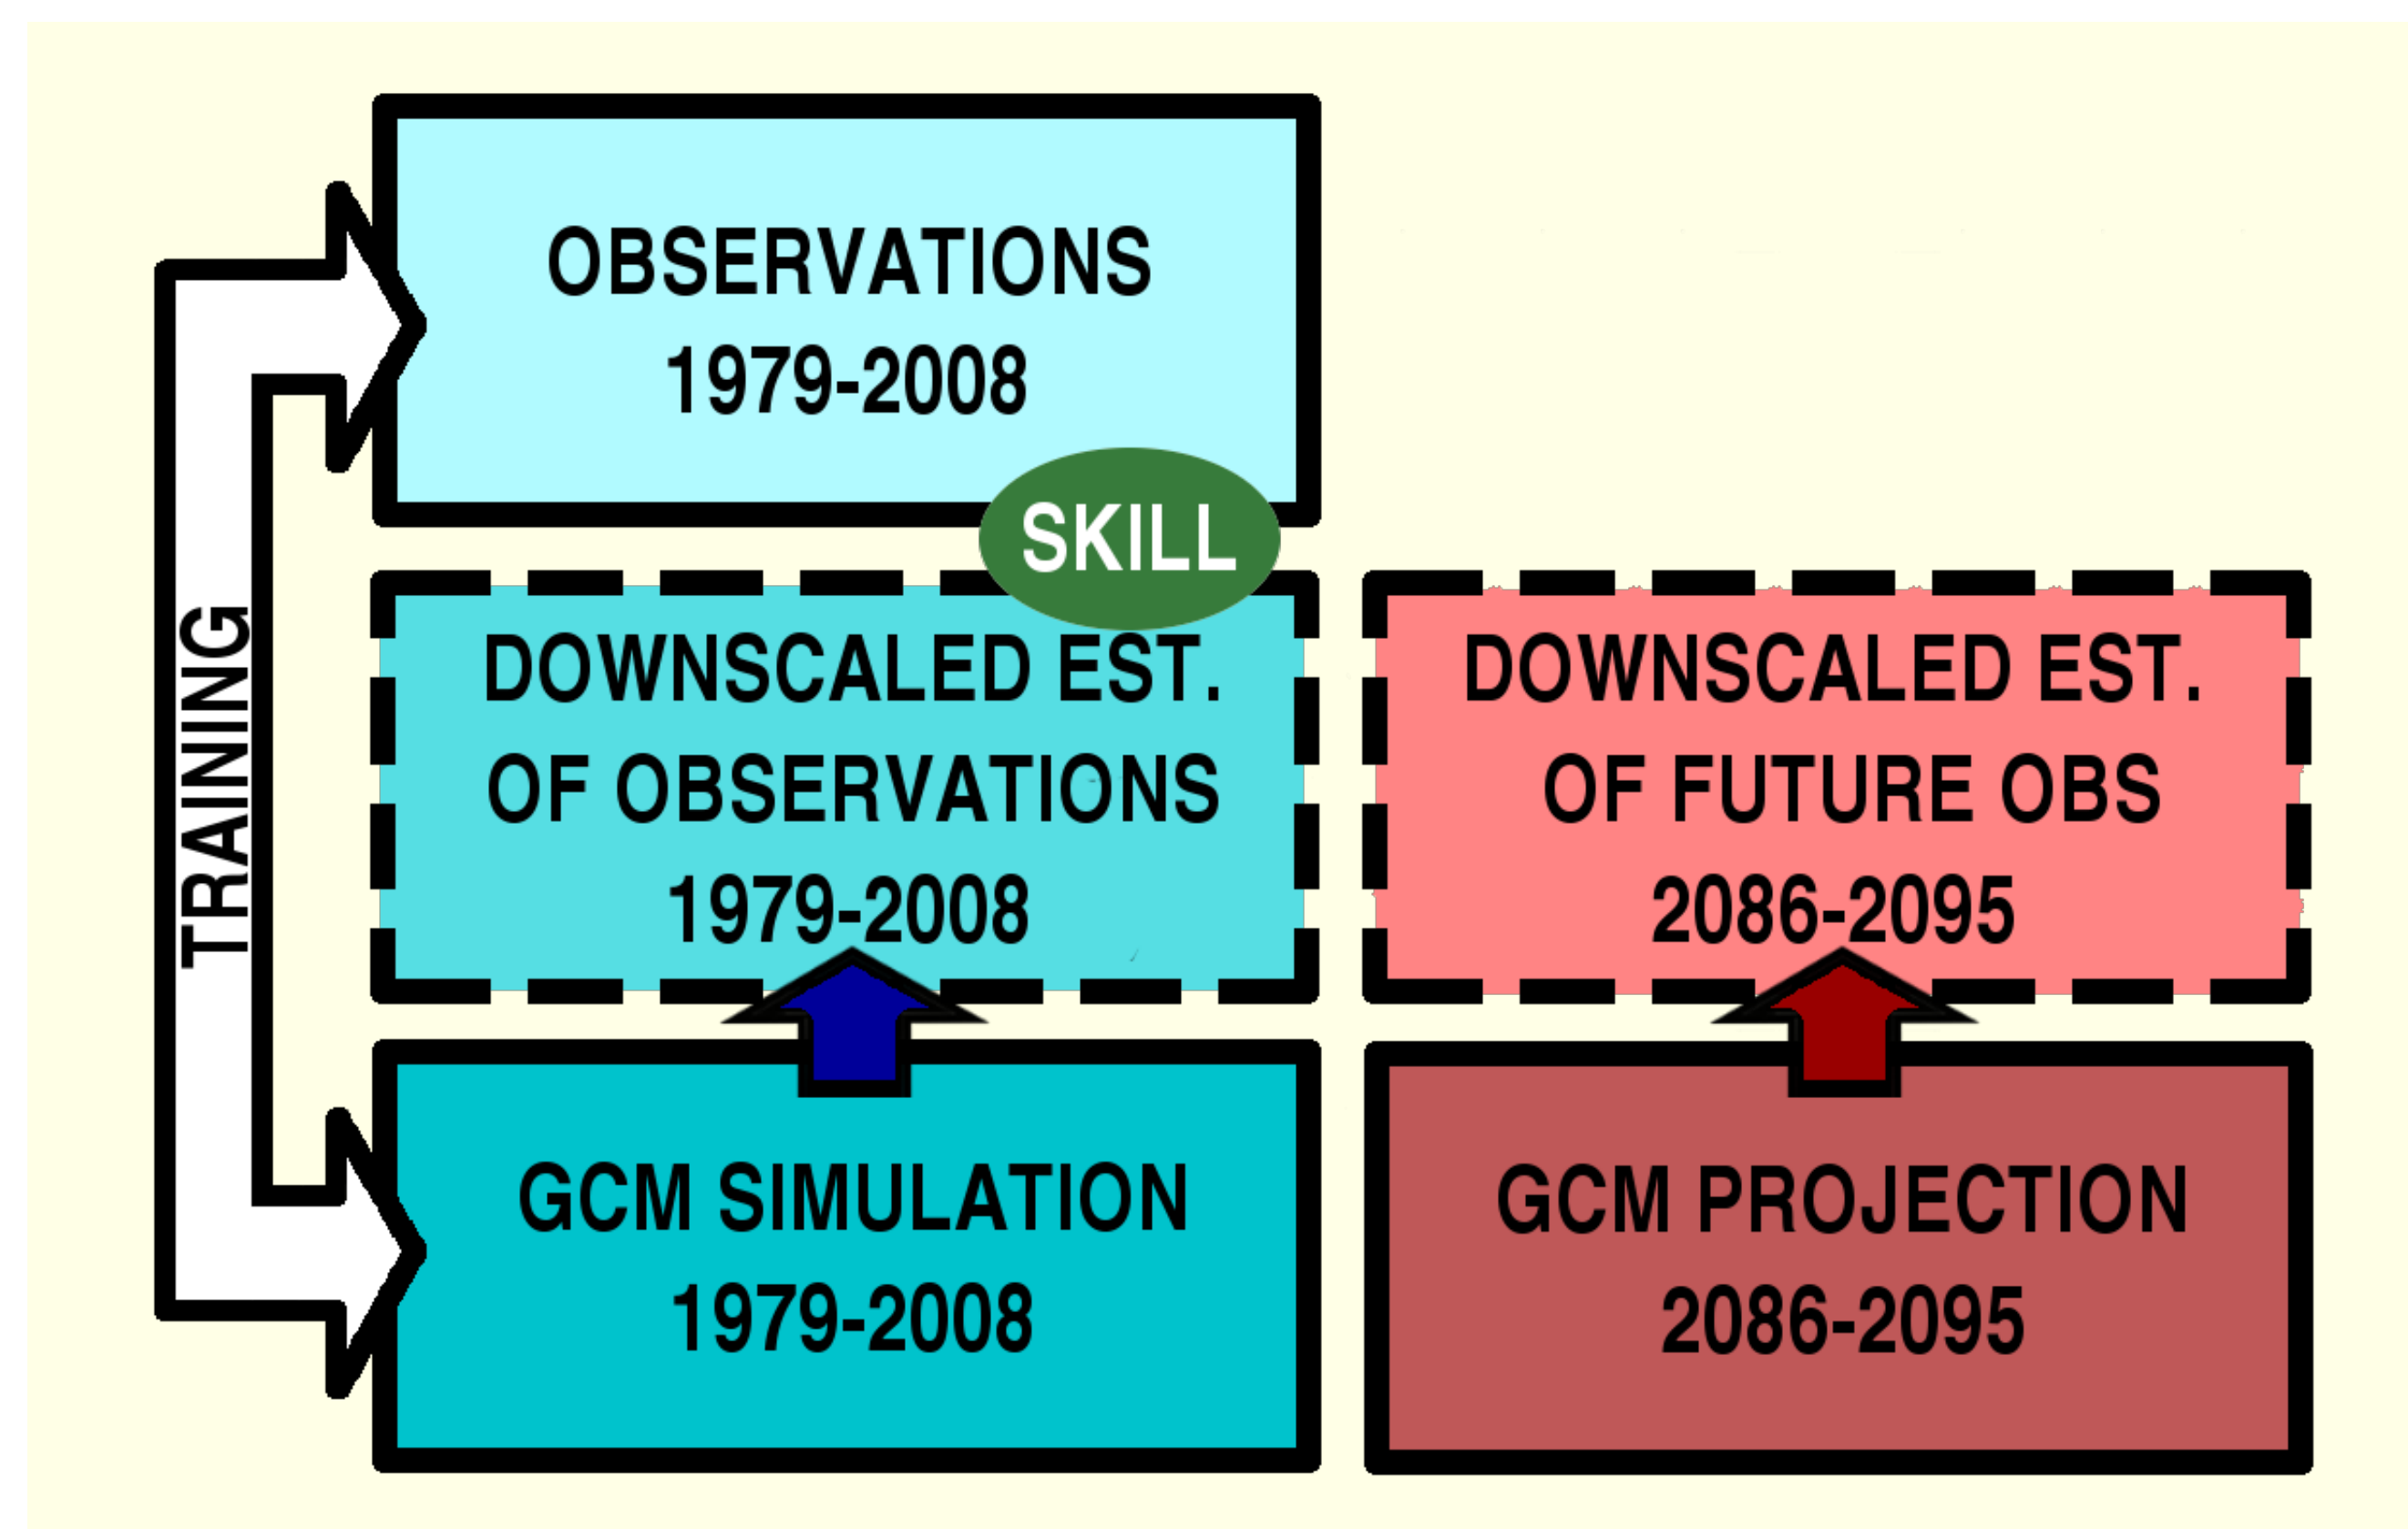 OBSERVATIONS
1979-2008
SKILL
TRAINING
DOWNSCALED EST.
OF OBSERVATIONS
1979-2008
DOWNSCALED EST.
OF FUTURE OBS
2086-2095
GCM SIMULATION
1979-2008
GCM PROJECTION
2086-2095